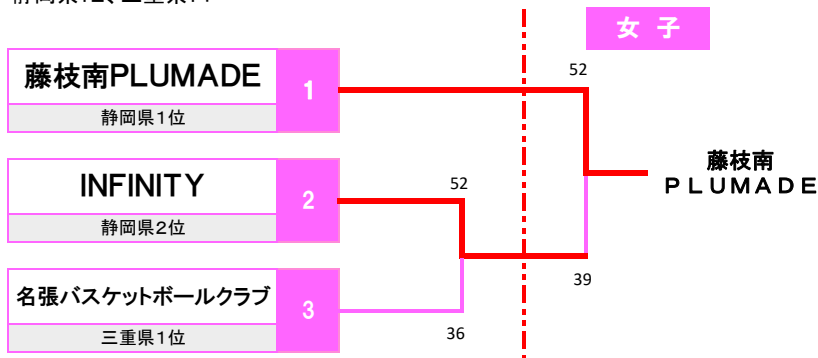 女 子
藤枝南PLUMADE
1
静岡県1位
52
INFINITY
2
静岡県2位
52
藤枝南
PLUMADE
名張バスケットボールクラブ
3
三重県1位
36
39